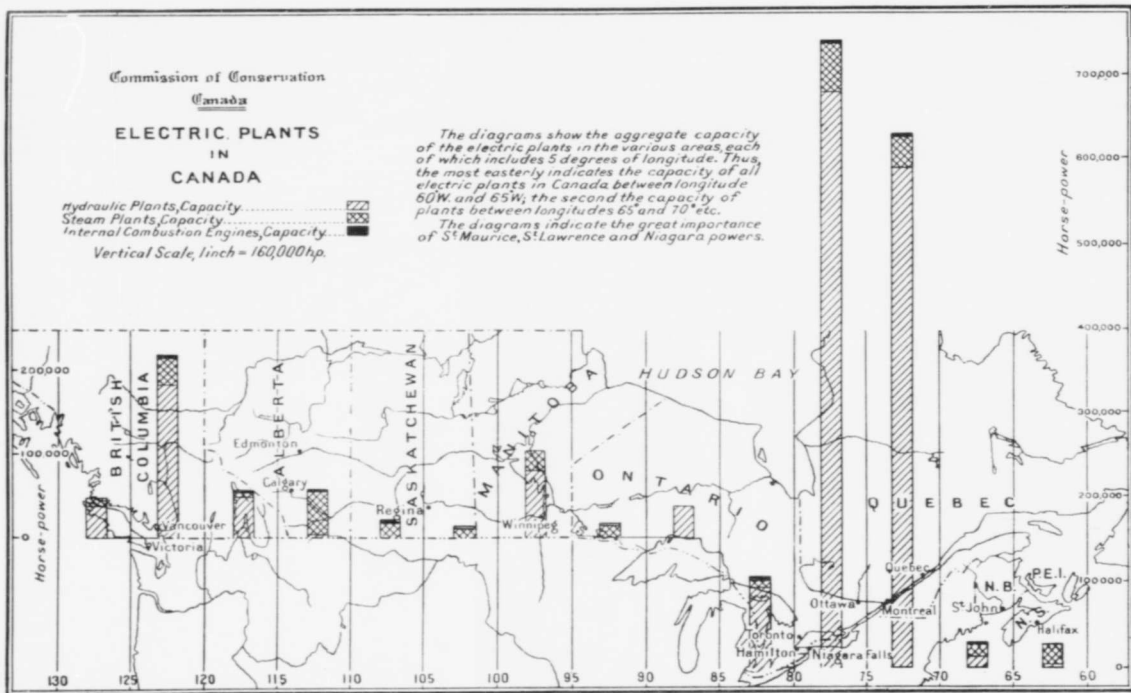 Commission of Conservation
Canada
ELECTRIC PLANTS
IN
CANADA
Hydraulic Plants, Capacity
Steam Plants, Capacity
Internal Combustion Engines, Capacity
Vertical Scale, 1 inch = 160,000 hp.
The diagrams show the aggregate capacity
of the electric plants in the various areas, each
of which includes 5 degrees of longitude. Thus,
the most easterly indicates the capacity of all
electric plants in Canada between longitude
60°W. and 65°W; the second the capacity of
plants between longitudes 65° and 70° etc.
The diagrams indicate the great importance
of St Maurice, St Lawrence and Niagara powers.
700,000
600,000
500,000
400,000
300,000
200,000
100,000
0
Horse-power
200,000
100,000
0
Horse-power
BRITISH
COLUMBIA
ALBERTA
SASKATCHEWAN
MANITOBA
ONTARIO
QUEBEC
HUDSON BAY
N.B.
P.E.I.
N.S.
Edmonton
Calgary
Regina
Winnipeg
Vancouver
Victoria
Ottawa
Toronto
Hamilton
Niagara Falls
Montreal
Quebec
St John
Halifax
130 125 120 115 110 105 100 95 90 85 80 75 70 65 60